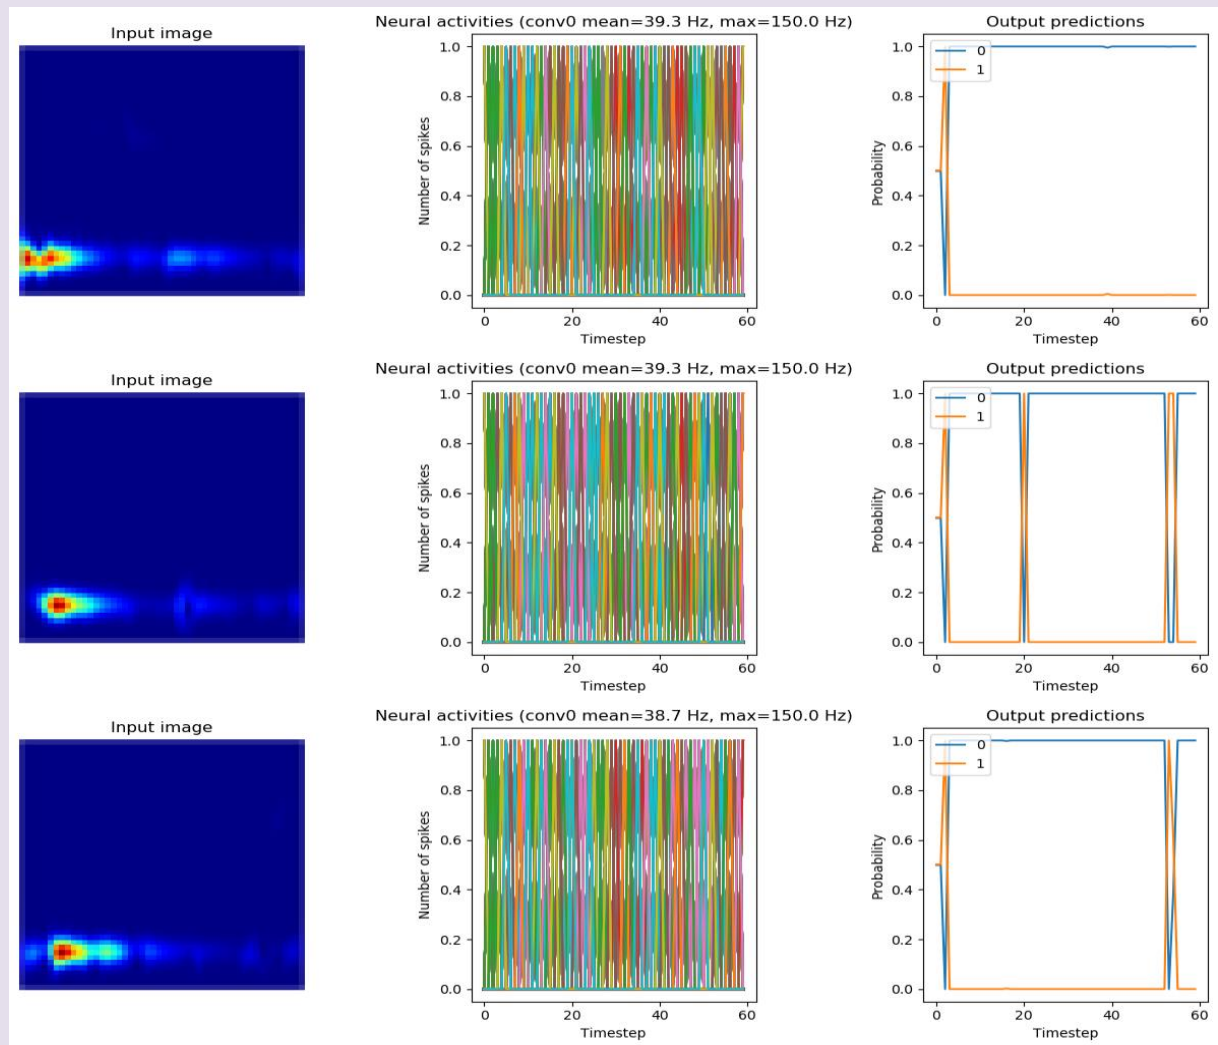 Input image
Neural activities (conv0 mean=39.3 Hz, max=150.0 Hz)
Output predictions
Number of spikes
1.0
0.8
0.6
0.4
0.2
0.0
0 20 40 60
Timestep
Probability
1.0
0.8
0.6
0.4
0.2
0.0
0
1
0 20 40 60
Timestep
Input image
Neural activities (conv0 mean=39.3 Hz, max=150.0 Hz)
Output predictions
Number of spikes
1.0
0.8
0.6
0.4
0.2
0.0
0 20 40 60
Timestep
Probability
1.0
0.8
0.6
0.4
0.2
0.0
0
1
0 20 40 60
Timestep
Input image
Neural activities (conv0 mean=38.7 Hz, max=150.0 Hz)
Output predictions
Number of spikes
1.0
0.8
0.6
0.4
0.2
0.0
0 20 40 60
Timestep
Probability
1.0
0.8
0.6
0.4
0.2
0.0
0
1
0 20 40 60
Timestep